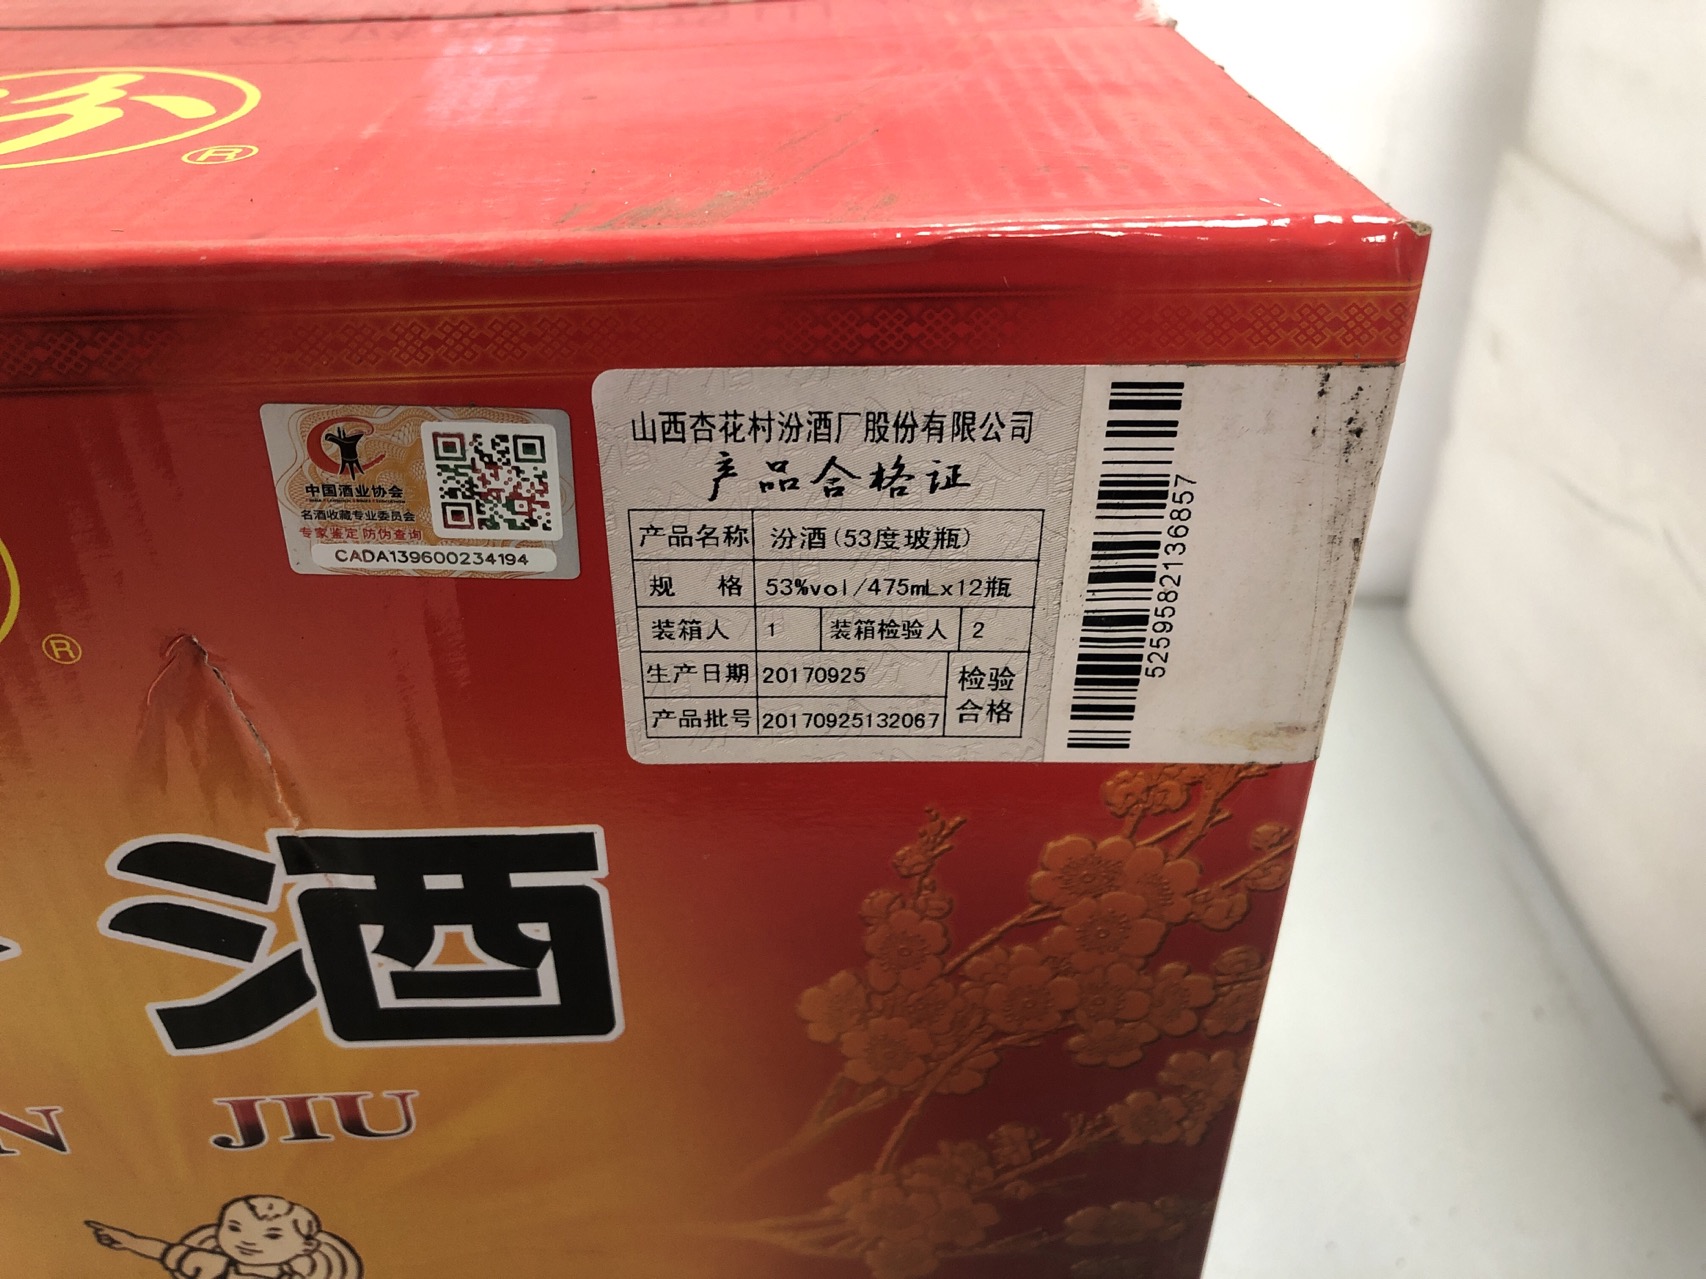 汾
®
®
中国酒业协会
名酒收藏专业委员会
专家鉴定 防伪查询
CADA139600234194
山西杏花村汾酒厂股份有限公司
产品合格证
产品名称 汾酒(53度玻瓶)
规 格 53%vol/475mLx12瓶
装箱人 1 装箱检验人 2
生产日期 20170925 检验
产品批号 20170925132067 合格
5259582136857
酒
N JIU